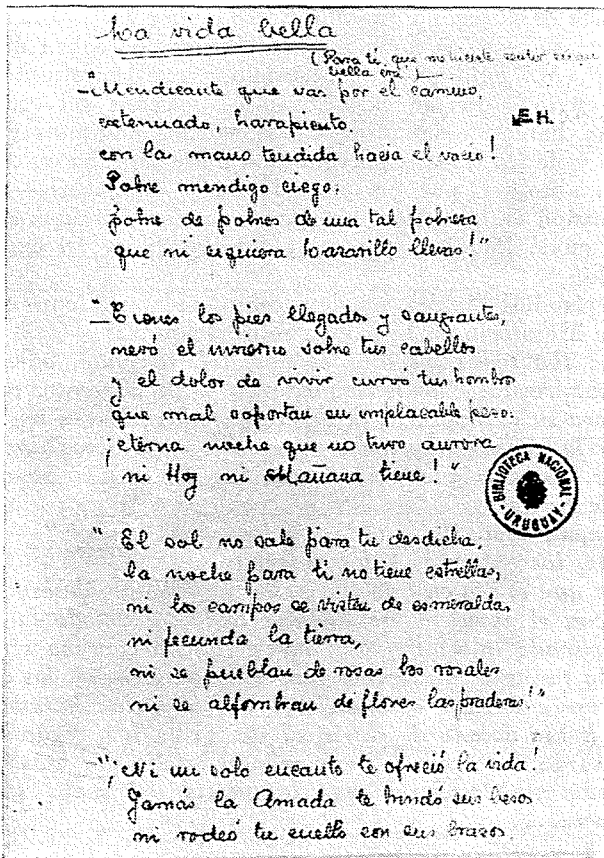 La vida bella
(Para ti, que me hiciste sentir
bella era)
E.H.
–"¡Mendicante que vas por el camino,
extenuado, harapiento.
con la mano tendida hacia el vacío!
Pobre mendigo ciego:
pobre de pobres de una tal pobreza
que ni siquiera lazarillo llevas!"
–Tienes los pies llagados y sangrantes,
nevó el invierno sobre tus cabellos
y el dolor de vivir curvó tus hombros
que mal soportan su implacable peso:
¡eterna noche que no tuvo aurora
ni Hoy ni Mañana tiene!"
BIBLIOTECA NACIONAL
- URUGUAY -
"El sol no sale para tu desdicha,
la noche para ti no tiene estrellas,
ni los campos se visten de esmeralda,
ni fecunda la tierra,
ni se pueblan de rosas los rosales
ni se alfombran de flores las praderas!"
"¡Ni un solo encanto te ofreció la vida!
Jamás la Amada te brindó sus besos
ni rodeó tu cuello con sus brazos